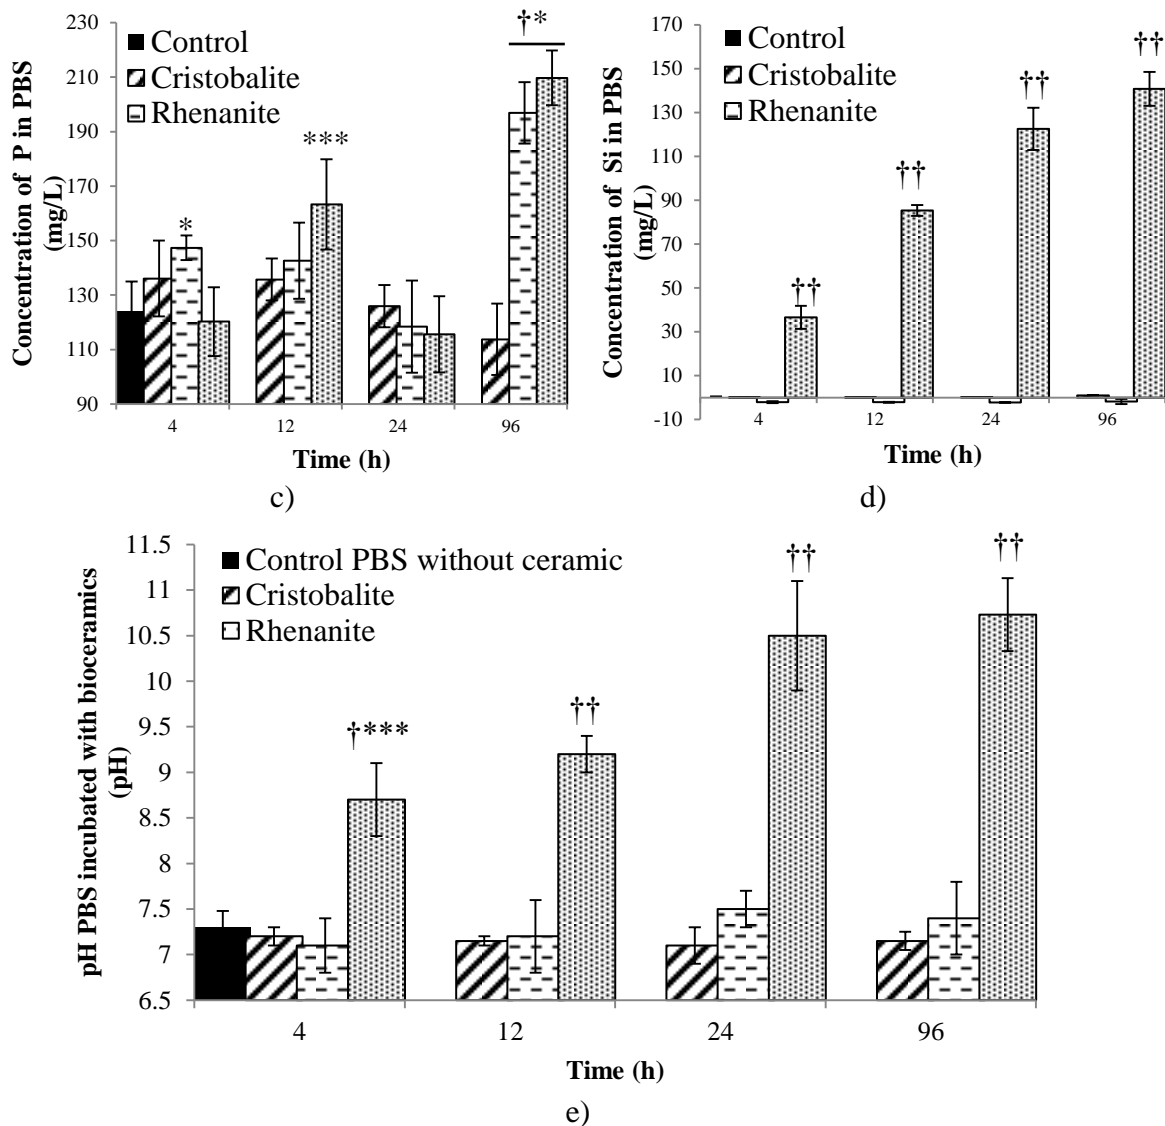 Concentration of P in PBS
(mg/L)
230
210
190
170
150
130
110
90
Control
Cristobalite
Rhenanite
*
***
†*
4
12
24
96
Time (h)
c)
Concentration of Si in PBS
(mg/L)
170
150
130
110
90
70
50
30
10
-10
Control
Cristobalite
Rhenanite
††
††
††
††
4
12
24
96
Time (h)
d)
pH PBS incubated with bioceramics
(pH)
11.5
11
10.5
10
9.5
9
8.5
8
7.5
7
6.5
Control PBS without ceramic
Cristobalite
Rhenanite
†***
††
††
††
4
12
24
96
Time (h)
e)